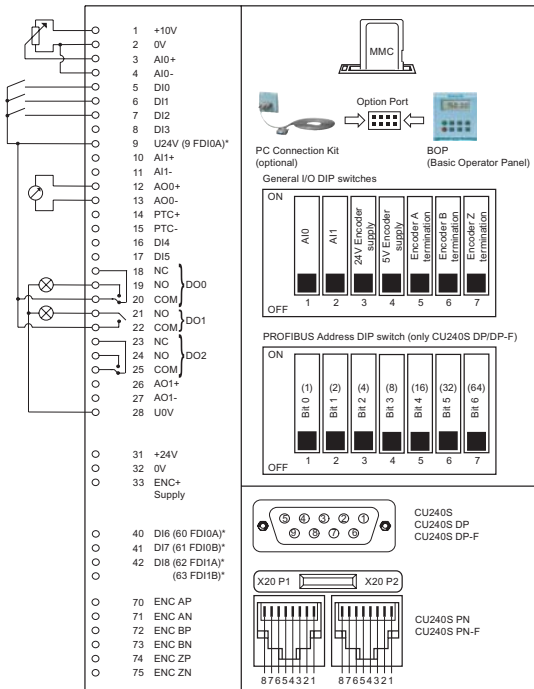 1 +10V
2 0V
3 AI0+
4 AI0-
5 DI0
6 DI1
7 DI2
8 DI3
9 U24V (9 FDI0A)*
10 AI1+
11 AI1-
12 AO0+
13 AO0-
14 PTC+
15 PTC-
16 DI4
17 DI5
18 NC
19 NO
20 COM
DO0
21 NO
22 COM
DO1
23 NC
24 NO
25 COM
DO2
26 AO1+
27 AO1-
28 U0V
31 +24V
32 0V
33 ENC+
Supply
40 DI6 (60 FDI0A)*
41 DI7 (61 FDI0B)*
42 DI8 (62 FDI1A)*
(63 FDI1B)*
70 ENC AP
71 ENC AN
72 ENC BP
73 ENC BN
74 ENC ZP
75 ENC ZN
MMC
Option Port
PC Connection Kit
(optional)
BOP
(Basic Operator Panel)
General I/O DIP switches
ON
AI0
AI1
24V Encoder
supply
5V Encoder
supply
Encoder A
termination
Encoder B
termination
Encoder Z
termination
1 2 3 4 5 6 7
OFF
PROFIBUS Address DIP switch (only CU240S DP/DP-F)
ON
Bit 0 (1)
Bit 1 (2)
Bit 2 (4)
Bit 3 (8)
Bit 4 (16)
Bit 5 (32)
Bit 6 (64)
1 2 3 4 5 6 7
OFF
5 4 3 2 1
9 8 7 6
CU240S
CU240S DP
CU240S DP-F
X20 P1
X20 P2
CU240S PN
CU240S PN-F
87654321
87654321